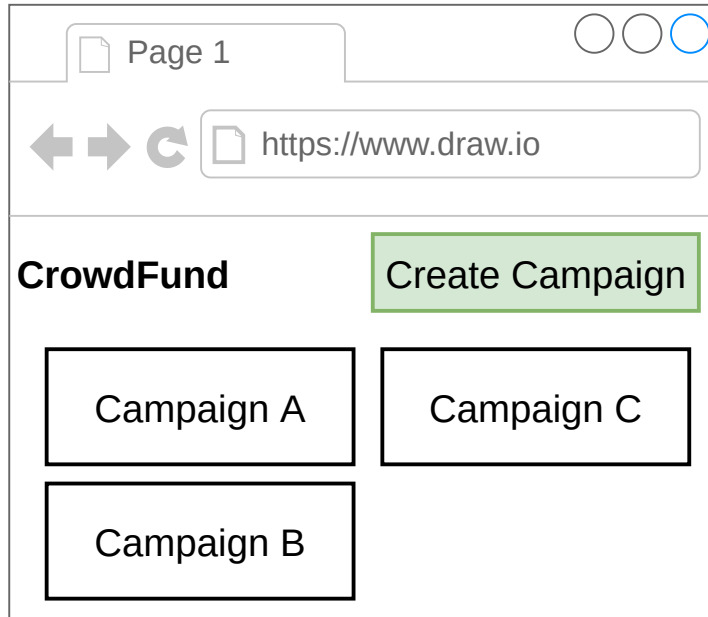 Page 1
https://www.draw.io
CrowdFund
Create Campaign
Campaign A
Campaign C
Campaign B